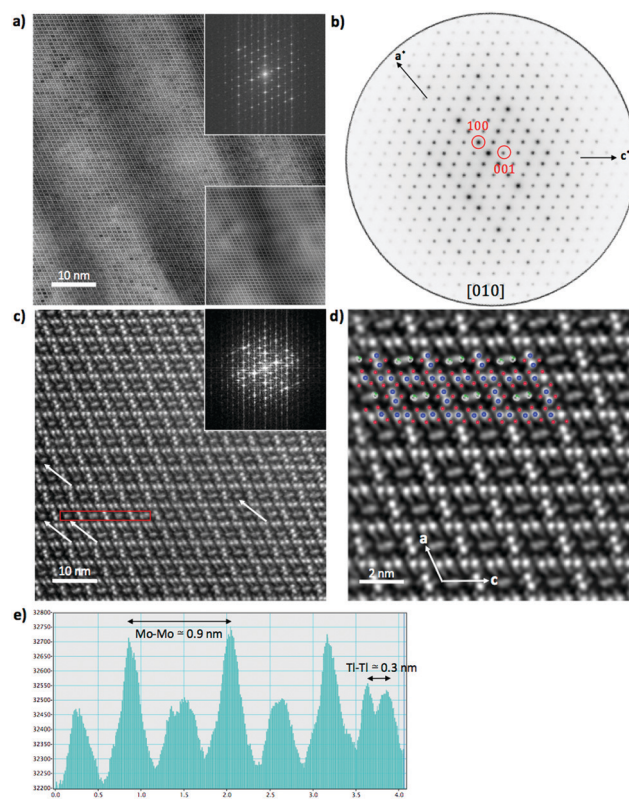 a)
10 nm
b)
a*
100
001
c*
[010]
c)
10 nm
d)
a
c
2 nm
e)
32800
32750
32700
32650
32600
32550
32500
32450
32400
32350
32300
32250
32200
Mo-Mo ≃ 0.9 nm
Tl-Tl ≃ 0.3 nm
0.0 0.5 1.0 1.5 2.0 2.5 3.0 3.5 4.0